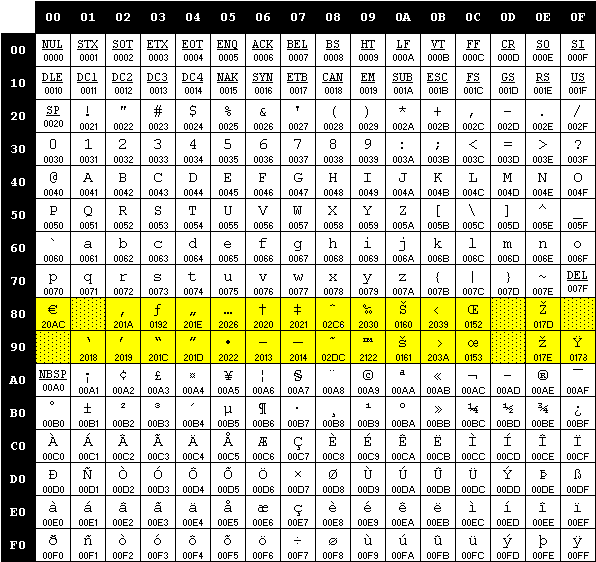 00 01 02 03 04 05 06 07 08 09 0A 0B 0C 0D 0E 0F
00 NUL STX SOT ETX EOT ENQ ACK BEL BS HT LF VT FF CR SO SI
0000 0001 0002 0003 0004 0005 0006 0007 0008 0009 000A 000B 000C 000D 000E 000F
10 DLE DC1 DC2 DC3 DC4 NAK SYN ETB CAN EM SUB ESC FS GS RS US
0010 0011 0012 0013 0014 0015 0016 0017 0018 0019 001A 001B 001C 001D 001E 001F
20 SP ! " # $ % & ' ( ) * + , - . /
0020 0021 0022 0023 0024 0025 0026 0027 0028 0029 002A 002B 002C 002D 002E 002F
30 0 1 2 3 4 5 6 7 8 9 : ; < = > ?
0030 0031 0032 0033 0034 0035 0036 0037 0038 0039 003A 003B 003C 003D 003E 003F
40 @ A B C D E F G H I J K L M N O
0040 0041 0042 0043 0044 0045 0046 0047 0048 0049 004A 004B 004C 004D 004E 004F
50 P Q R S T U V W X Y Z [ \ ] ^ _
0050 0051 0052 0053 0054 0055 0056 0057 0058 0059 005A 005B 005C 005D 005E 005F
60 ` a b c d e f g h i j k l m n o
0060 0061 0062 0063 0064 0065 0066 0067 0068 0069 006A 006B 006C 006D 006E 006F
70 p q r s t u v w x y z { | } ~ DEL
0070 0071 0072 0073 0074 0075 0076 0077 0078 0079 007A 007B 007C 007D 007E 007F
80 € ‚ ƒ „ … † ‡ ˆ ‰ Š ‹ Œ Ž
20AC 201A 0192 201E 2026 2020 2021 02C6 2030 0160 2039 0152 017D
90 ‘ ’ “ ” • – — ˜ ™ š › œ ž Ÿ
2018 2019 201C 201D 2022 2013 2014 02DC 2122 0161 203A 0153 017E 0178
A0 NBSP ¡ ¢ £ ¤ ¥ ¦ § ¨ © ª « ¬ - ® ¯
00A0 00A1 00A2 00A3 00A4 00A5 00A6 00A7 00A8 00A9 00AA 00AB 00AC 00AD 00AE 00AF
B0 ° ± ² ³ ´ µ ¶ · ¸ ¹ º » ¼ ½ ¾ ¿
00B0 00B1 00B2 00B3 00B4 00B5 00B6 00B7 00B8 00B9 00BA 00BB 00BC 00BD 00BE 00BF
C0 À Á Â Ã Ä Å Æ Ç È É Ê Ë Ì Í Î Ï
00C0 00C1 00C2 00C3 00C4 00C5 00C6 00C7 00C8 00C9 00CA 00CB 00CC 00CD 00CE 00CF
D0 Ð Ñ Ò Ó Ô Õ Ö × Ø Ù Ú Û Ü Ý Þ ß
00D0 00D1 00D2 00D3 00D4 00D5 00D6 00D7 00D8 00D9 00DA 00DB 00DC 00DD 00DE 00DF
E0 à á â ã ä å æ ç è é ê ë ì í î ï
00E0 00E1 00E2 00E3 00E4 00E5 00E6 00E7 00E8 00E9 00EA 00EB 00EC 00ED 00EE 00EF
F0 ð ñ ò ó ô õ ö ÷ ø ù ú û ü ý þ ÿ
00F0 00F1 00F2 00F3 00F4 00F5 00F6 00F7 00F8 00F9 00FA 00FB 00FC 00FD 00FE 00FF